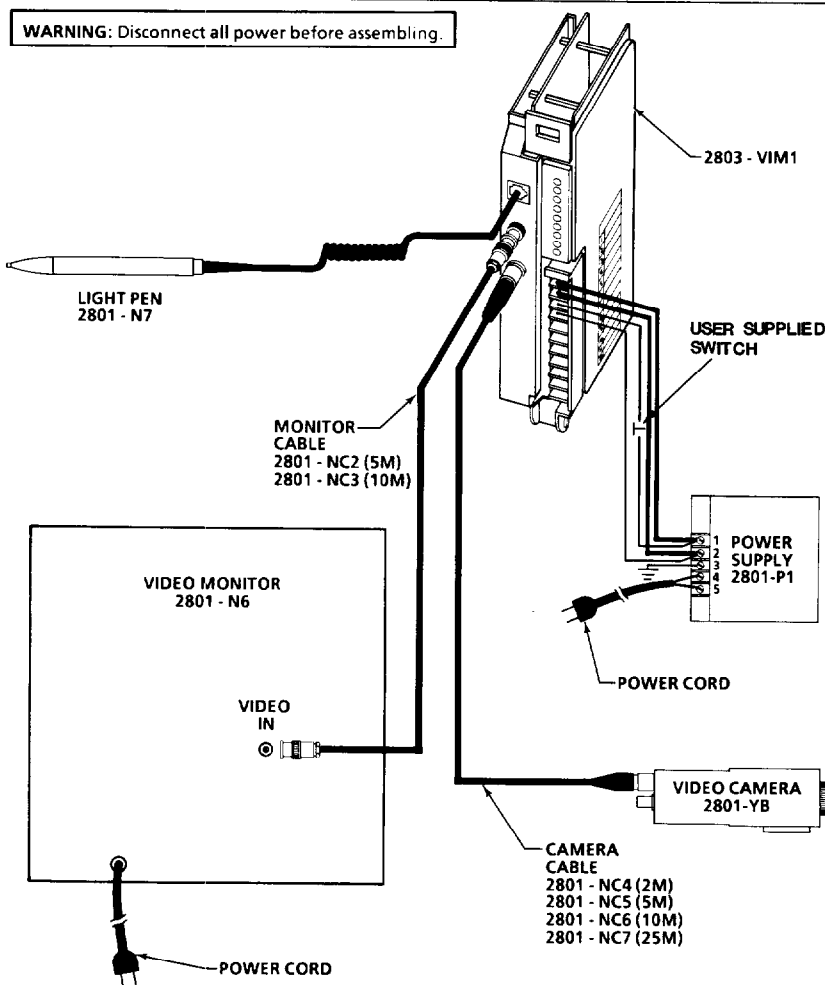 WARNING: Disconnect all power before assembling.
2803 - VIM1
LIGHT PEN
2801 - N7
USER SUPPLIED
SWITCH
MONITOR
CABLE
2801 - NC2 (5M)
2801 - NC3 (10M)
1
2
3
4
5
POWER
SUPPLY
2801-P1
VIDEO MONITOR
2801 - N6
POWER CORD
VIDEO
IN
VIDEO CAMERA
2801-YB
CAMERA
CABLE
2801 - NC4 (2M)
2801 - NC5 (5M)
2801 - NC6 (10M)
2801 - NC7 (25M)
POWER CORD